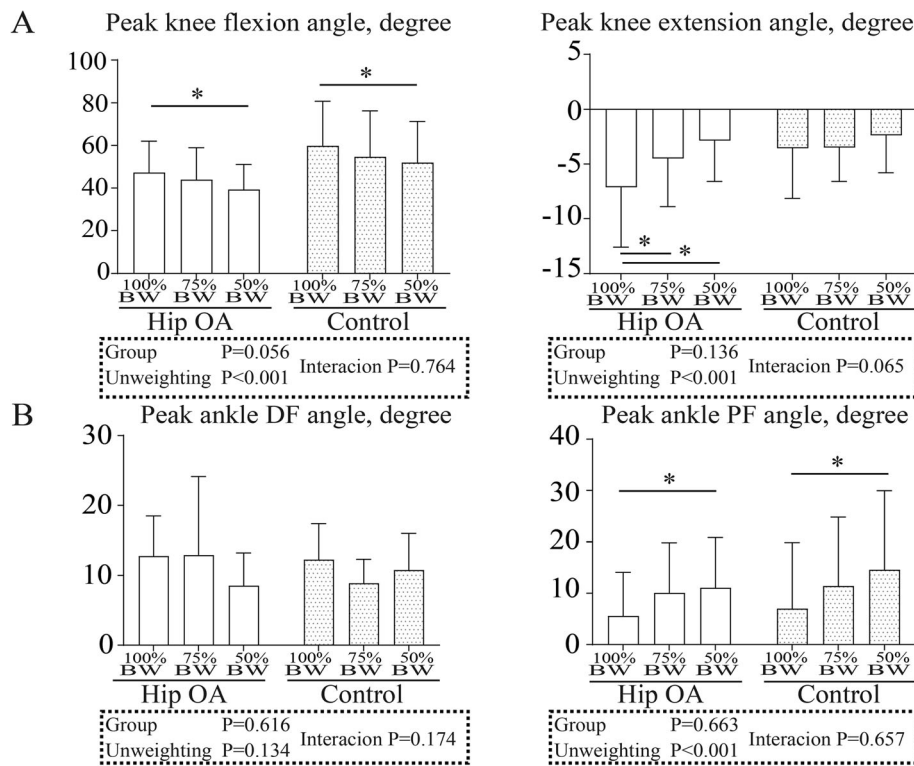 A
Peak knee flexion angle, degree
100
80
60
40
20
0
*
*
100% 75% 50% 100% 75% 50%
BW BW BW BW BW BW
Hip OA Control
Group P=0.056
Unweighting P<0.001
Interacion P=0.764
Peak knee extension angle, degree
5
0
-5
-10
-15
*
*
100% 75% 50% 100% 75% 50%
BW BW BW BW BW BW
Hip OA Control
Group P=0.136
Unweighting P<0.001
Interacion P=0.065
B
Peak ankle DF angle, degree
30
20
10
0
100% 75% 50% 100% 75% 50%
BW BW BW BW BW BW
Hip OA Control
Group P=0.616
Unweighting P=0.134
Interacion P=0.174
Peak ankle PF angle, degree
40
30
20
10
0
*
*
100% 75% 50% 100% 75% 50%
BW BW BW BW BW BW
Hip OA Control
Group P=0.663
Unweighting P<0.001
Interacion P=0.657